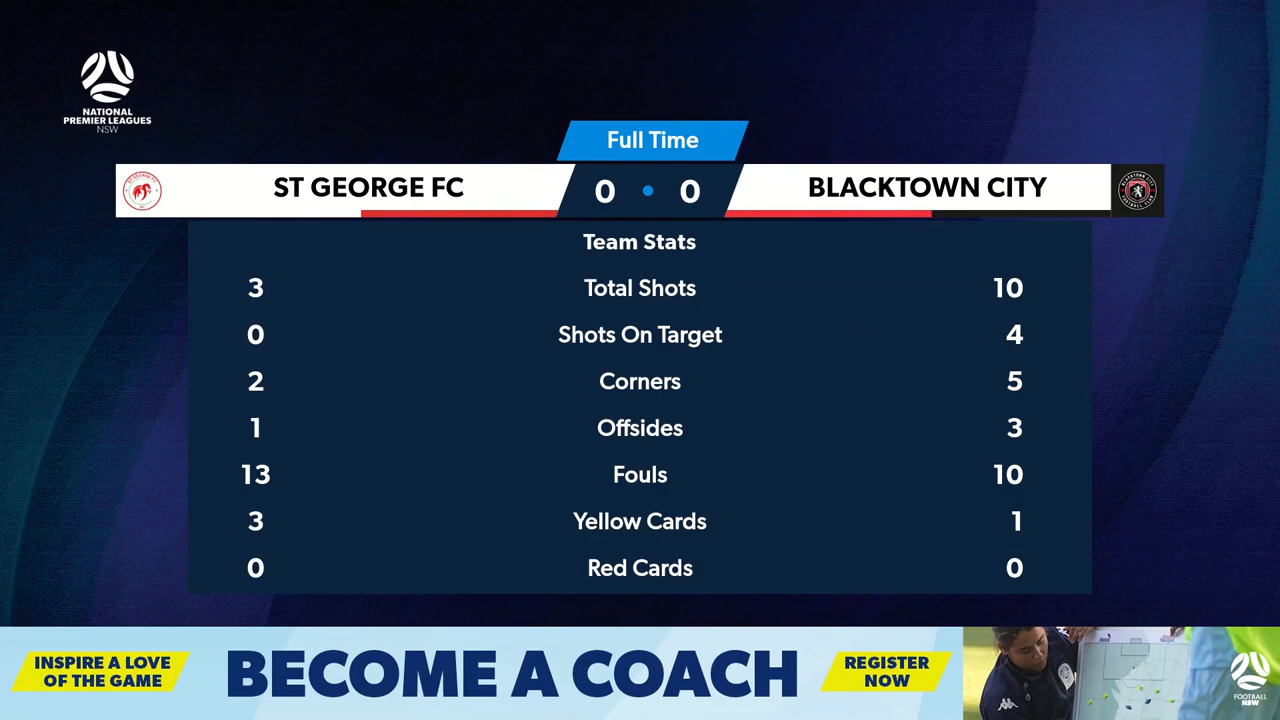 NATIONAL
PREMIER LEAGUES
NSW
Full Time
ST GEORGE FC
0 0
BLACKTOWN CITY
Team Stats
3 Total Shots 10
0 Shots On Target 4
2 Corners 5
1 Offsides 3
13 Fouls 10
3 Yellow Cards 1
0 Red Cards 0
INSPIRE A LOVE
OF THE GAME
BECOME A COACH
REGISTER
NOW
FOOTBALL
NSW